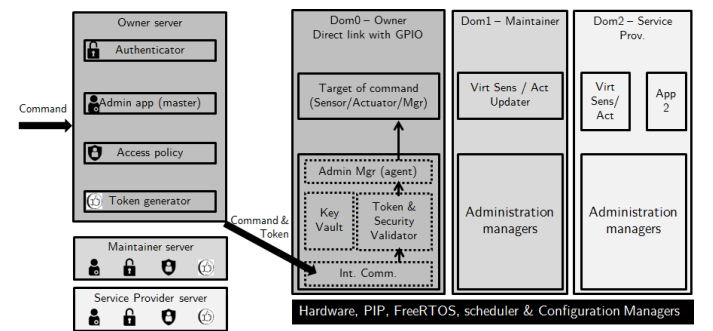 Owner server
Authenticator
Admin app (master)
Access policy
Token generator
Command
Maintainer server
Service Provider server
Command &
Token
Dom0 – Owner
Direct link with GPIO
Target of command
(Sensor/Actuator/Mgr)
Admin Mgr (agent)
Key
Vault
Token &
Security
Validator
Int. Comm.
Dom1 – Maintainer
Virt Sens / Act
Updater
Administration
managers
Dom2 – Service
Prov.
Virt
Sens/
Act
App
2
Administration
managers
Hardware, PIP, FreeRTOS, scheduler & Configuration Managers